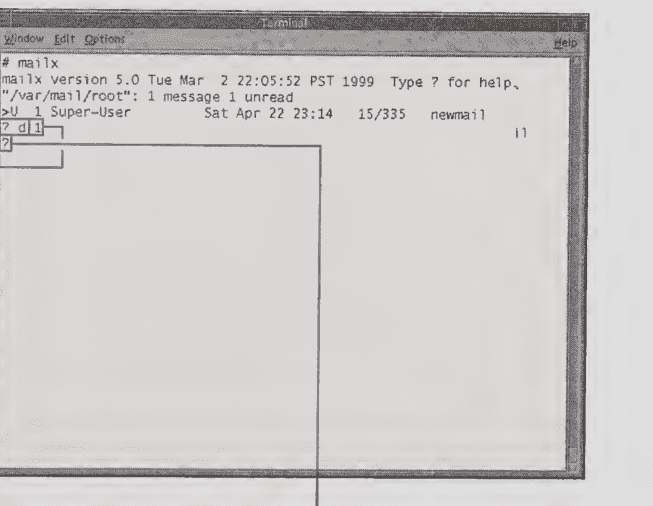 Terminal
Window Edit Options Help
# mailx
mailx version 5.0 Tue Mar 2 22:05:52 PST 1999 Type ? for help.
"/var/mail/root": 1 message 1 unread
>U 1 Super-User Sat Apr 22 23:14 15/335 newmail
? d 1
il
?